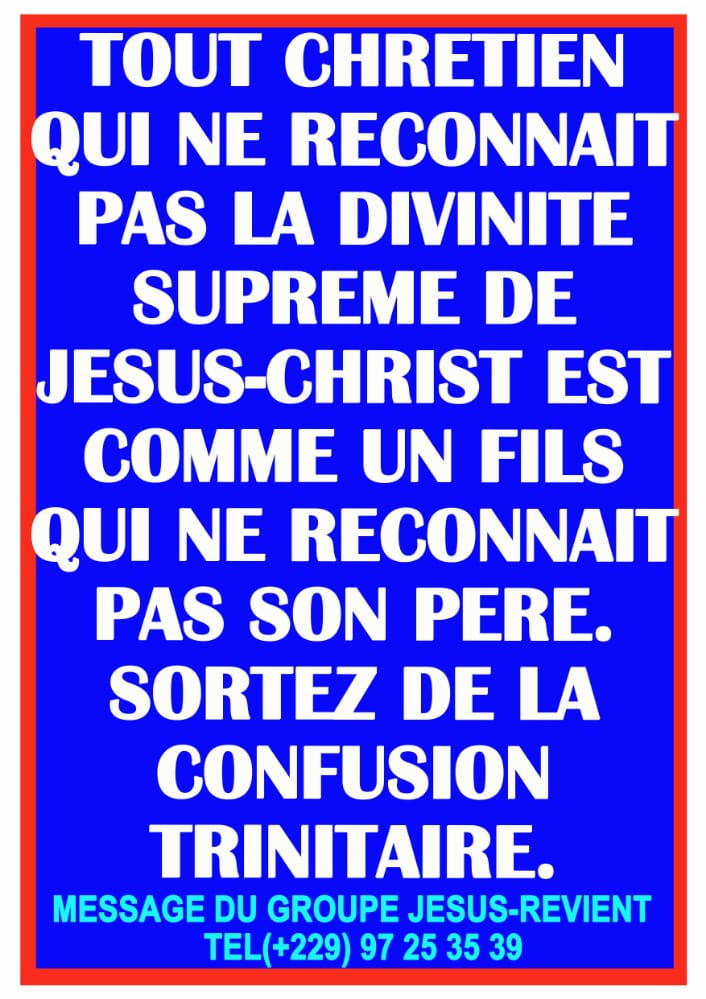 TOUT CHRETIEN
QUI NE RECONNAIT
PAS LA DIVINITE
SUPREME DE
JESUS-CHRIST EST
COMME UN FILS
QUI NE RECONNAIT
PAS SON PERE.
SORTEZ DE LA
CONFUSION
TRINITAIRE.
MESSAGE DU GROUPE JESUS-REVIENT
TEL(+229) 97 25 35 39